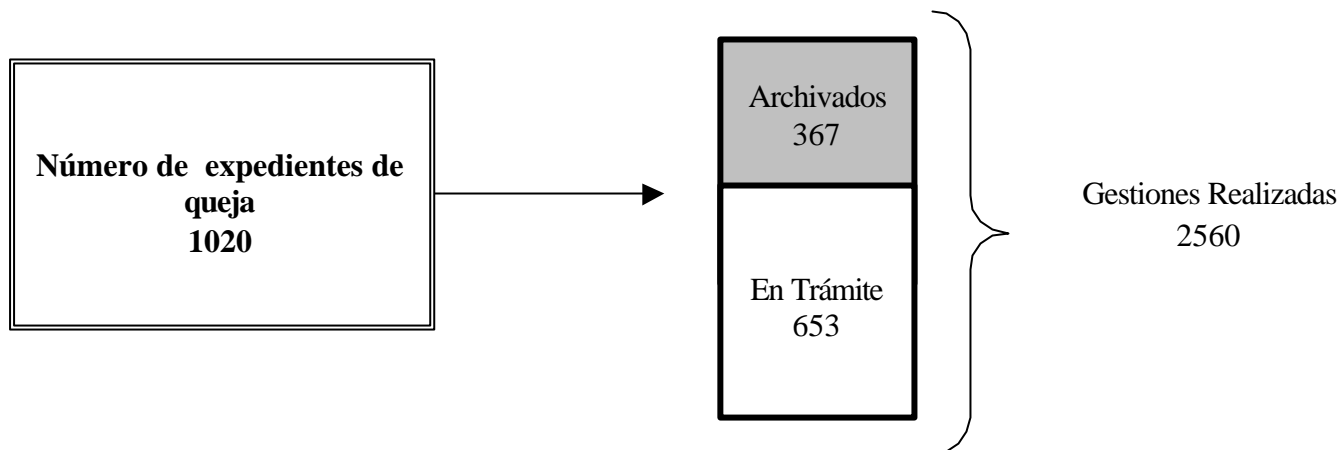 Número de expedientes de
queja
1020
Archivados
367
En Trámite
653
Gestiones Realizadas
2560